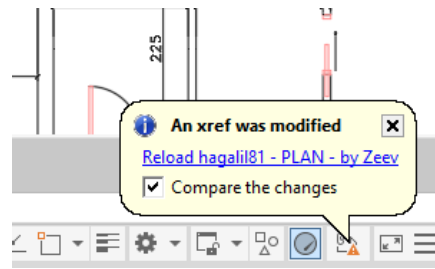 225
An xref was modified
Reload hagalil81 - PLAN - by Zeev
Compare the changes